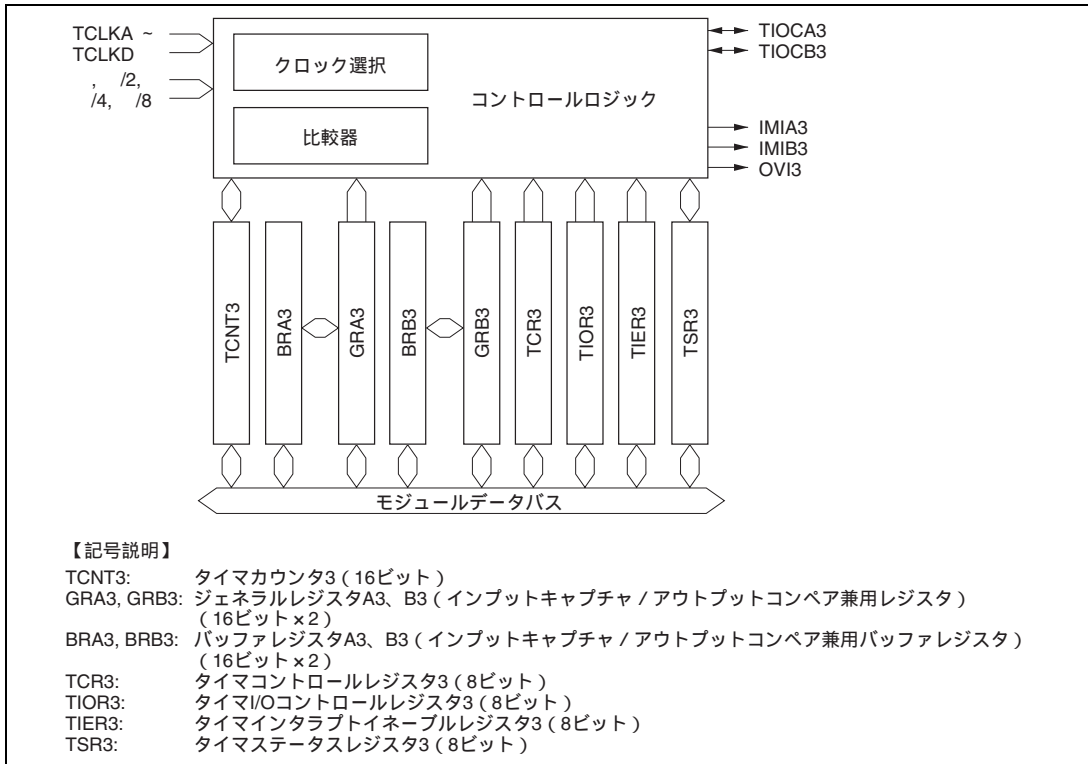 TCLKA ~
TCLKD
, /2,
/4, /8
クロック選択
比較器
コントロールロジック
TIOCA3
TIOCB3
IMIA3
IMIB3
OVI3
TCNT3
BRA3
GRA3
BRB3
GRB3
TCR3
TIOR3
TIER3
TSR3
モジュールデータバス
【記号説明】
TCNT3: タイマカウンタ3(16ビット)
GRA3, GRB3: ジェネラルレジスタA3、B3(インプットキャプチャ / アウトプットコンペア兼用レジスタ)
(16ビット×2)
BRA3, BRB3: バッファレジスタA3、B3(インプットキャプチャ / アウトプットコンペア兼用バッファレジスタ)
(16ビット×2)
TCR3: タイマコントロールレジスタ3(8ビット)
TIOR3: タイマI/Oコントロールレジスタ3(8ビット)
TIER3: タイマインタラプトイネーブルレジスタ3(8ビット)
TSR3: タイマステータスレジスタ3(8ビット)